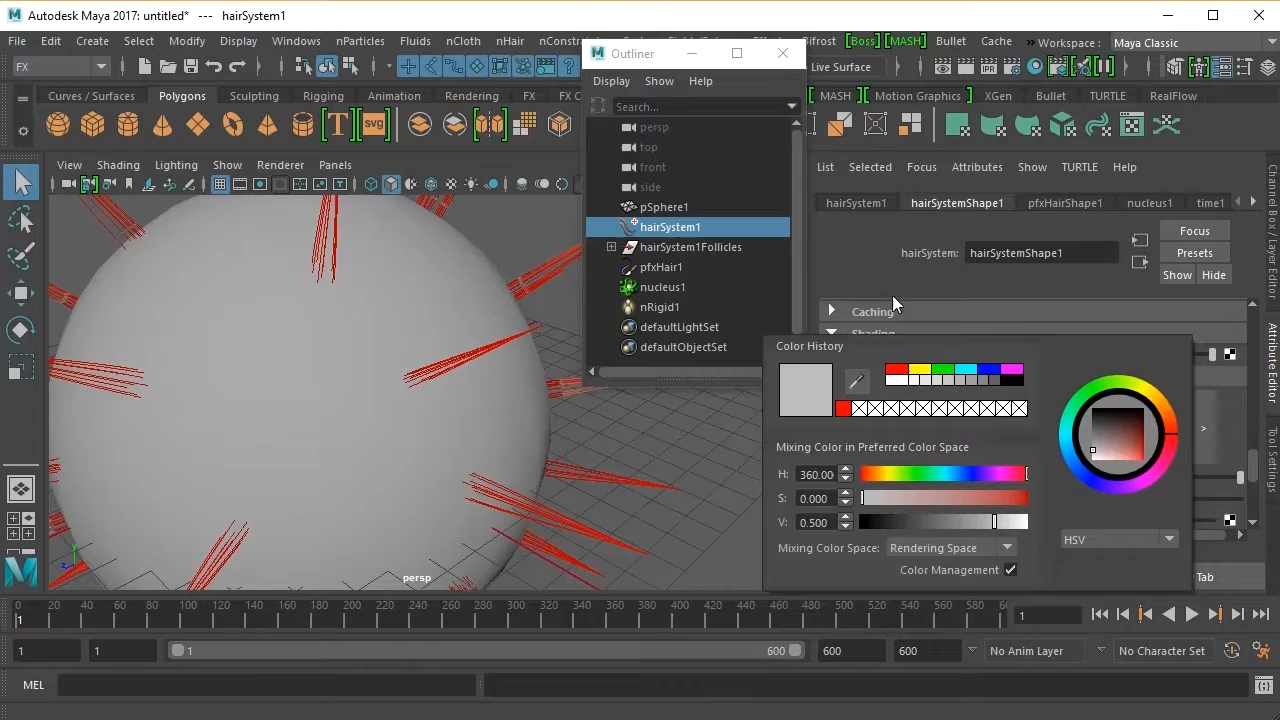 Autodesk Maya 2017: untitled* --- hairSystem1
File Edit Create Select Modify Display Windows nParticles Fluids nCloth nHair nCon Bifrost [Boss] [MASH] Bullet Cache Workspace: Maya Classic
FX Live Surface
Curves / Surfaces Polygons Sculpting Rigging Animation Rendering FX FX C MASH Motion Graphics XGen Bullet TURTLE RealFlow
View Shading Lighting Show Renderer Panels
Outliner
Display Show Help
Search...
persp
top
front
side
pSphere1
hairSystem1
hairSystem1Follicles
pfxHair1
nucleus1
nRigid1
defaultLightSet
defaultObjectSet
List Selected Focus Attributes Show TURTLE Help
hairSystem1 hairSystemShape1 pfxHairShape1 nucleus1 time1
hairSystem: hairSystemShape1
Focus
Presets
Show Hide
Caching
Shading
Color History
Mixing Color in Preferred Color Space
H: 360.00
S: 0.000
V: 0.500
Mixing Color Space: Rendering Space
Color Management
HSV
Tab
Channel Box / Layer Editor
Attribute Editor
Tool Settings
T
svg
persp
y
z
0 20 40 60 80 100 120 140 160 180 200 220 240 260 280 300 320 340 360 380 400 420 440 460 480 500 520 540 560 580 60
1
1
1 1 1 600 600 600 No Anim Layer No Character Set
MEL